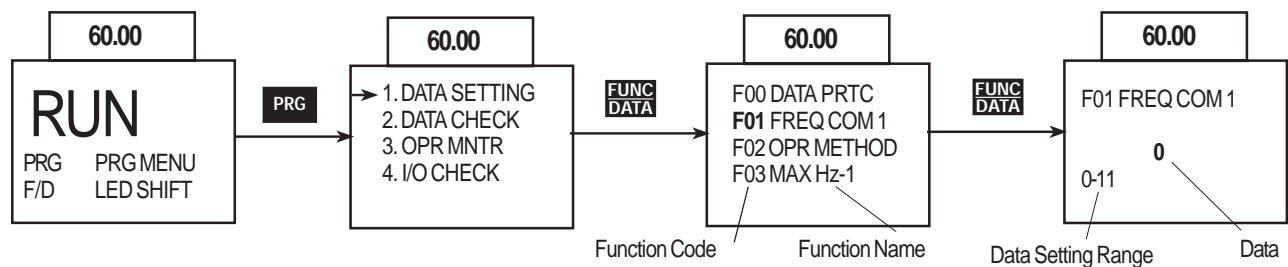 60.00
RUN
PRG PRG MENU
F/D LED SHIFT
PRG
60.00
1. DATA SETTING
2. DATA CHECK
3. OPR MNTR
4. I/O CHECK
FUNC
DATA
60.00
F00 DATA PRTC
F01 FREQ COM 1
F02 OPR METHOD
F03 MAX Hz-1
Function Code
Function Name
FUNC
DATA
60.00
F01 FREQ COM 1
0
0-11
Data Setting Range
Data